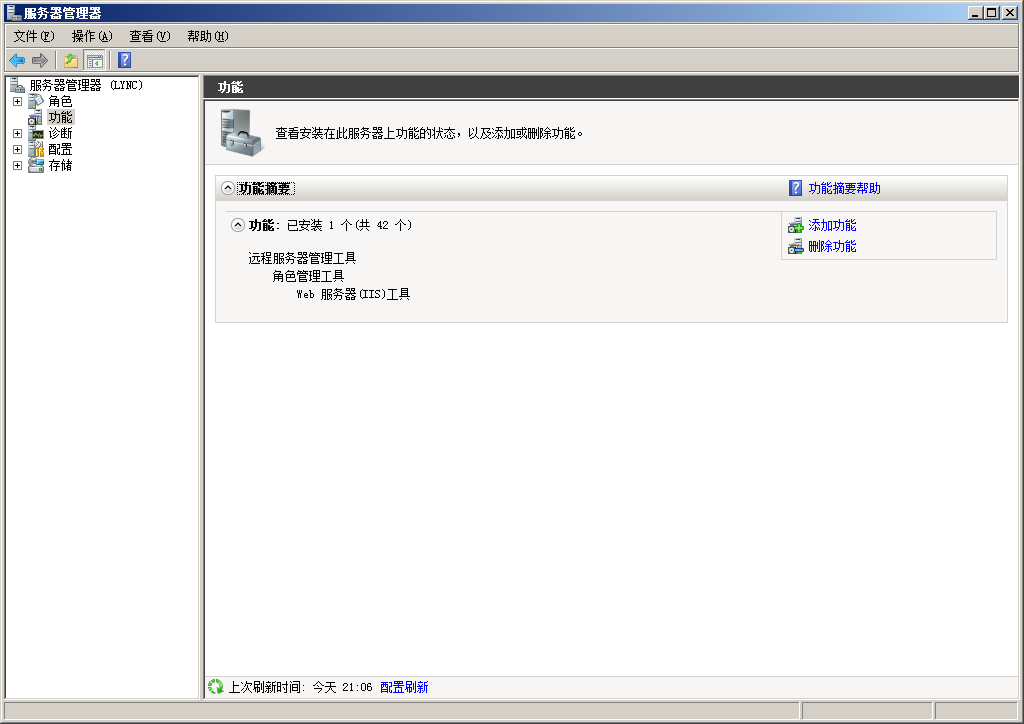 服务器管理器
文件(F) 操作(A) 查看(V) 帮助(H)
服务器管理器 (LYNC)
角色
功能
诊断
配置
存储
功能
查看安装在此服务器上功能的状态，以及添加或删除功能。
功能摘要
功能摘要帮助
功能: 已安装 1 个(共 42 个)
添加功能
删除功能
远程服务器管理工具
角色管理工具
Web 服务器(IIS)工具
上次刷新时间: 今天 21:06 配置刷新